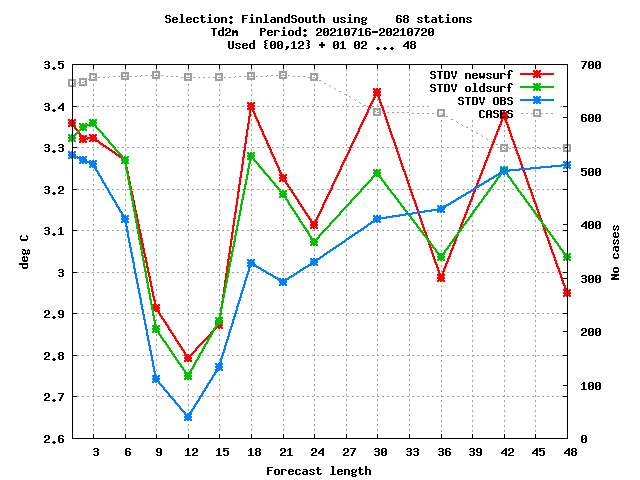 Selection: FinlandSouth using    68 stations
Td2m   Period: 20210716-20210720
Used {00,12} + 01 02 ... 48
STDV newsurf
STDV oldsurf
STDV OBS
CASES
3,5
3,4
3,3
3,2
3,1
3
2,9
2,8
2,7
2,6
deg C
700
600
500
400
300
200
100
0
No cases
3 6 9 12 15 18 21 24 27 30 33 36 39 42 45 48
Forecast length